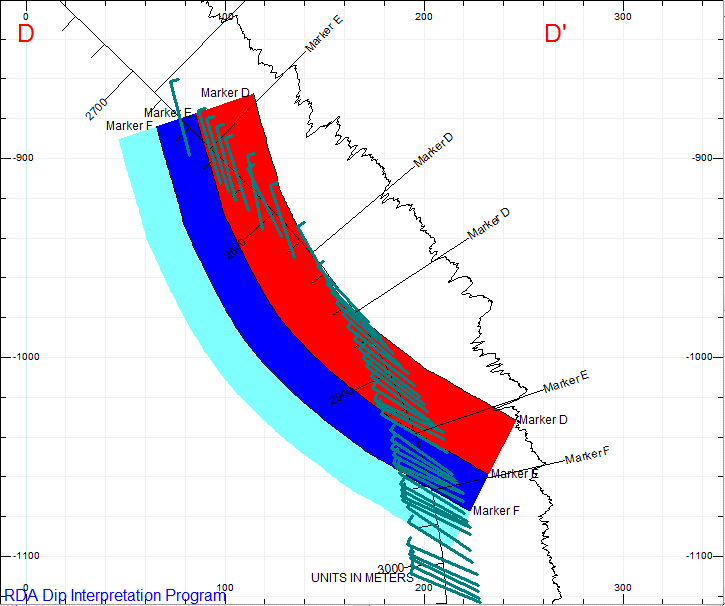 0 100 200 300
D D'
Marker E
2700
Marker D
Marker E
Marker F
-900 -900
Marker D
Marker D
2800
-1000 -1000
Marker E
2900
Marker D
Marker F
Marker E
Marker F
-1100 -1100
3000
UNITS IN METERS
RDA Dip Interpretation Program
0 100 200 300